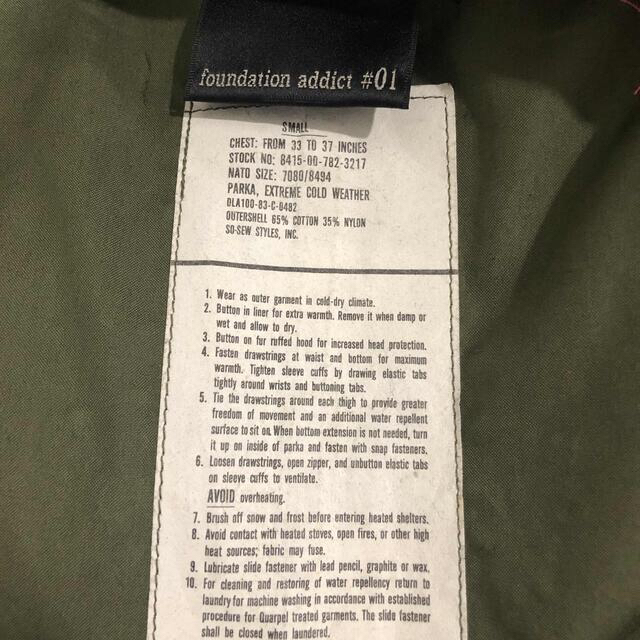 foundation addict #01
SMALL
CHEST: FROM 33 TO 37 INCHES
STOCK NO: 8415-00-782-3217
NATO SIZE: 7080/8494
PARKA, EXTREME COLD WEATHER
DLA100-83-C-0482
OUTERSHELL 65% COTTON 35% NYLON
SO-SEW STYLES, INC.
1. Wear as outer garment in cold-dry climate.
2. Button in liner for extra warmth. Remove it when damp or
wet and allow to dry.
3. Button on fur ruffed hood for increased head protection.
4. Fasten drawstrings at waist and bottom for maximum
warmth. Tighten sleeve cuffs by drawing elastic tabs
tightly around wrists and buttoning tabs.
5. Tie the drawstrings around each thigh to provide greater
freedom of movement and an additional water repellent
surface to sit on. When bottom extension is not needed, turn
it up on inside of parka and fasten with snap fasteners.
6. Loosen drawstrings, open zipper, and unbutton elastic tabs
on sleeve cuffs to ventilate.
AVOID overheating.
7. Brush off snow and frost before entering heated shelters.
8. Avoid contact with heated stoves, open fires, or other high
heat sources; fabric may fuse.
9. Lubricate slide fastener with lead pencil, graphite or wax.
10. For cleaning and restoring of water repellency return to
laundry for machine washing in accordance with established
procedure for Quarpel treated garments. The slide fastener
shall be closed when laundered.